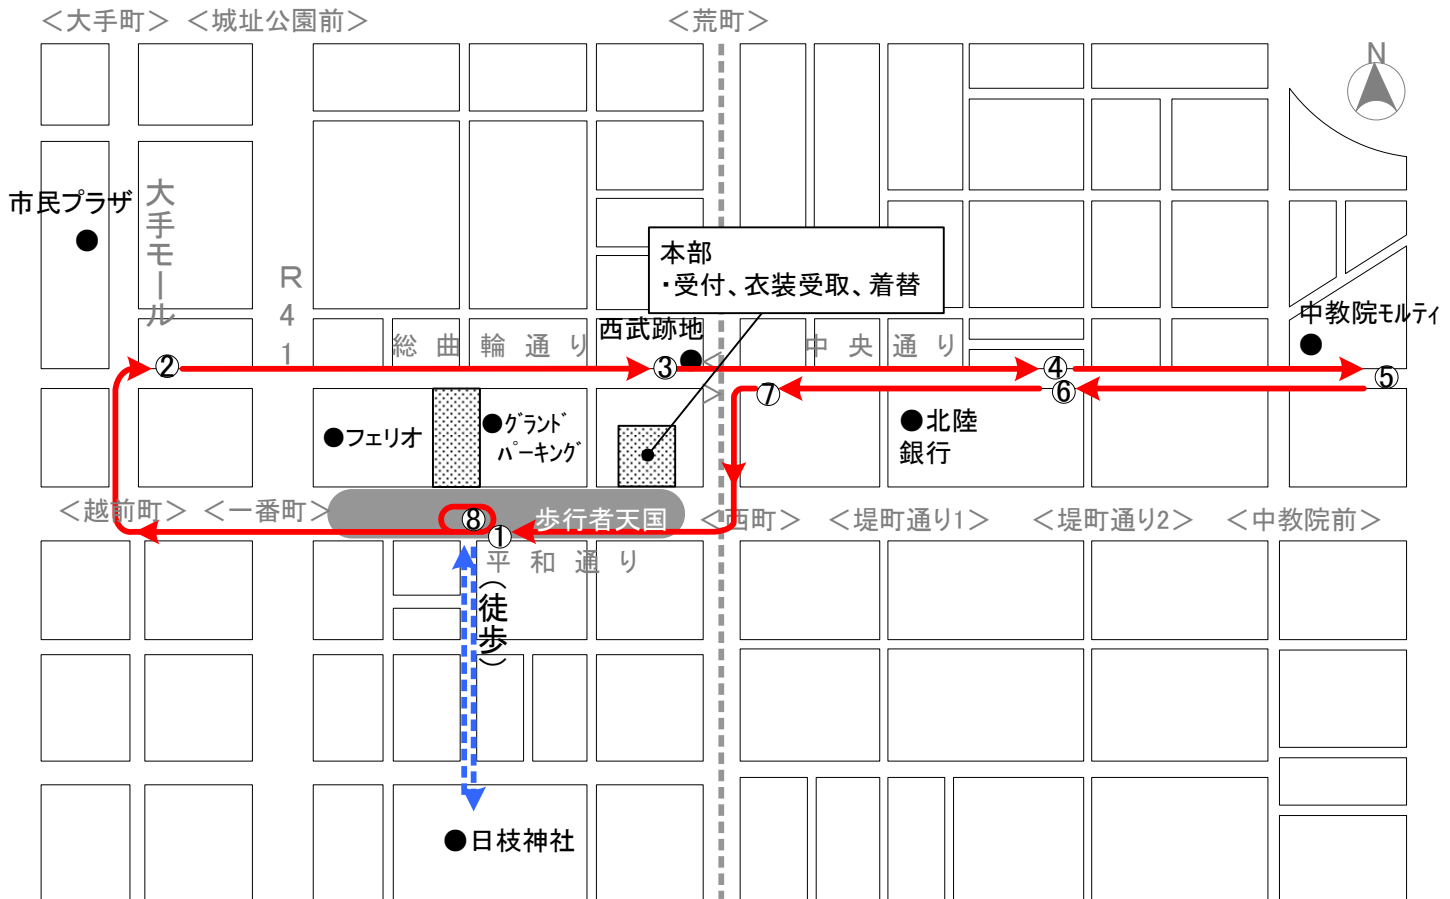 ＜大手町＞ ＜城址公園前＞
＜荒町＞
N
市民プラザ
大手モール
R41
本部
・受付、衣装受取、着替
西武跡地
中教院モルティ
総曲輪通り
中央通り
②
③
④
⑤
⑥
⑦
＜
＞
●フェリオ
●グランド
パーキング
●北陸
銀行
＜越前町＞ ＜一番町＞
⑧
①
歩行者天国
＜西町＞ ＜堤町通り1＞ ＜堤町通り2＞ ＜中教院前＞
平和通り
（徒歩）
●日枝神社